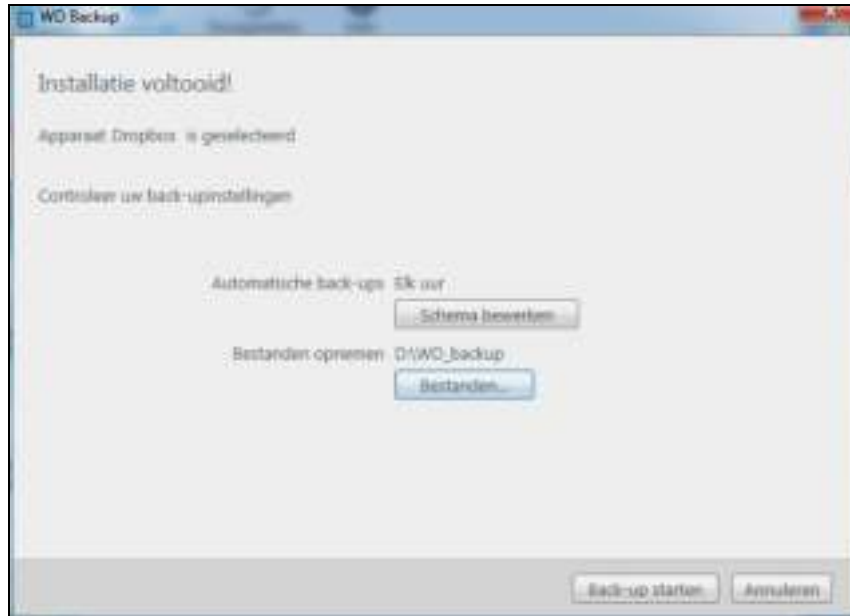 WD Backup
Installatie voltooid!
Apparaat Dropbox is geselecteerd
Controleer uw back-upinstellingen
Automatische back-ups Elk uur
Schema bewerken
Bestanden opnemen D:\WD_backup
Bestanden...
Back-up starten Annuleren